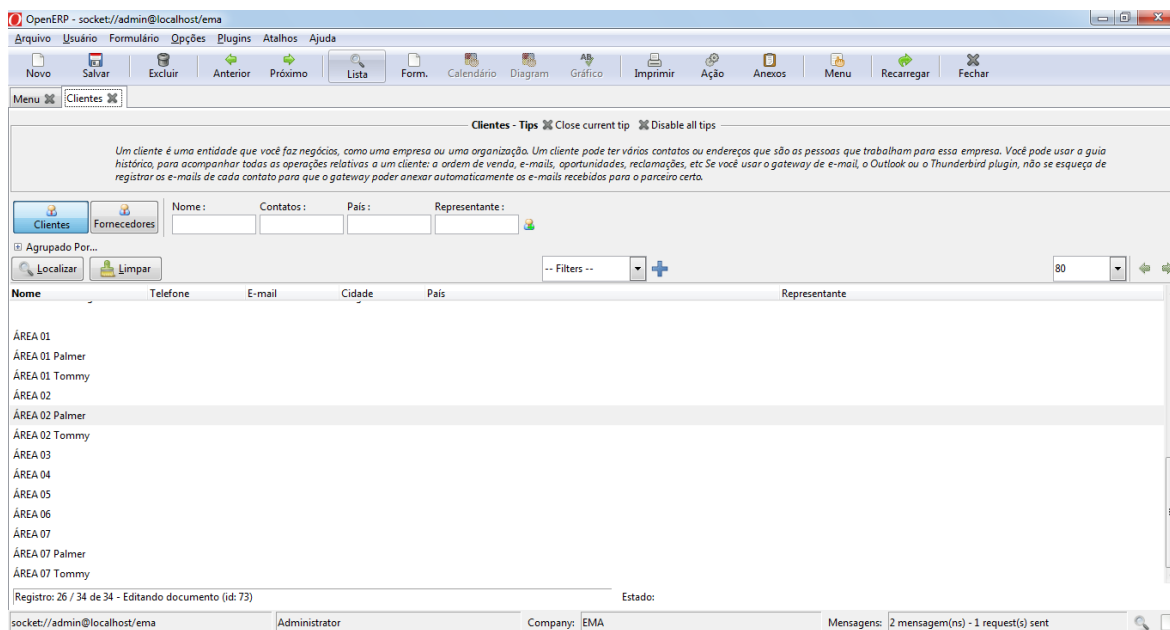 OpenERP - socket://admin@localhost/ema
Arquivo Usuário Formulário Opções Plugins Atalhos Ajuda
Novo Salvar Excluir Anterior Próximo Lista Form. Calendário Diagram Gráfico Imprimir Ação Anexos Menu Recarregar Fechar
Menu Clientes
Clientes - Tips Close current tip Disable all tips
Um cliente é uma entidade que você faz negócios, como uma empresa ou uma organização. Um cliente pode ter vários contatos ou endereços que são as pessoas que trabalham para essa empresa. Você pode usar a guia
histórico, para acompanhar todas as operações relativas a um cliente: a ordem de venda, e-mails, oportunidades, reclamações, etc Se você usar o gateway de e-mail, o Outlook ou o Thunderbird plugin, não se esqueça de
registrar os e-mails de cada contato para que o gateway poder anexar automaticamente os e-mails recebidos para o parceiro certo.
Clientes Fornecedores Nome : Contatos : País : Representante :
Agrupado Por...
Localizar Limpar -- Filters -- 80
Nome Telefone E-mail Cidade País Representante
ÁREA 01
ÁREA 01 Palmer
ÁREA 01 Tommy
ÁREA 02
ÁREA 02 Palmer
ÁREA 02 Tommy
ÁREA 03
ÁREA 04
ÁREA 05
ÁREA 06
ÁREA 07
ÁREA 07 Palmer
ÁREA 07 Tommy
Registro: 26 / 34 de 34 - Editando documento (id: 73) Estado:
socket://admin@localhost/ema Administrator Company: EMA Mensagens: 2 mensagem(ns) - 1 request(s) sent